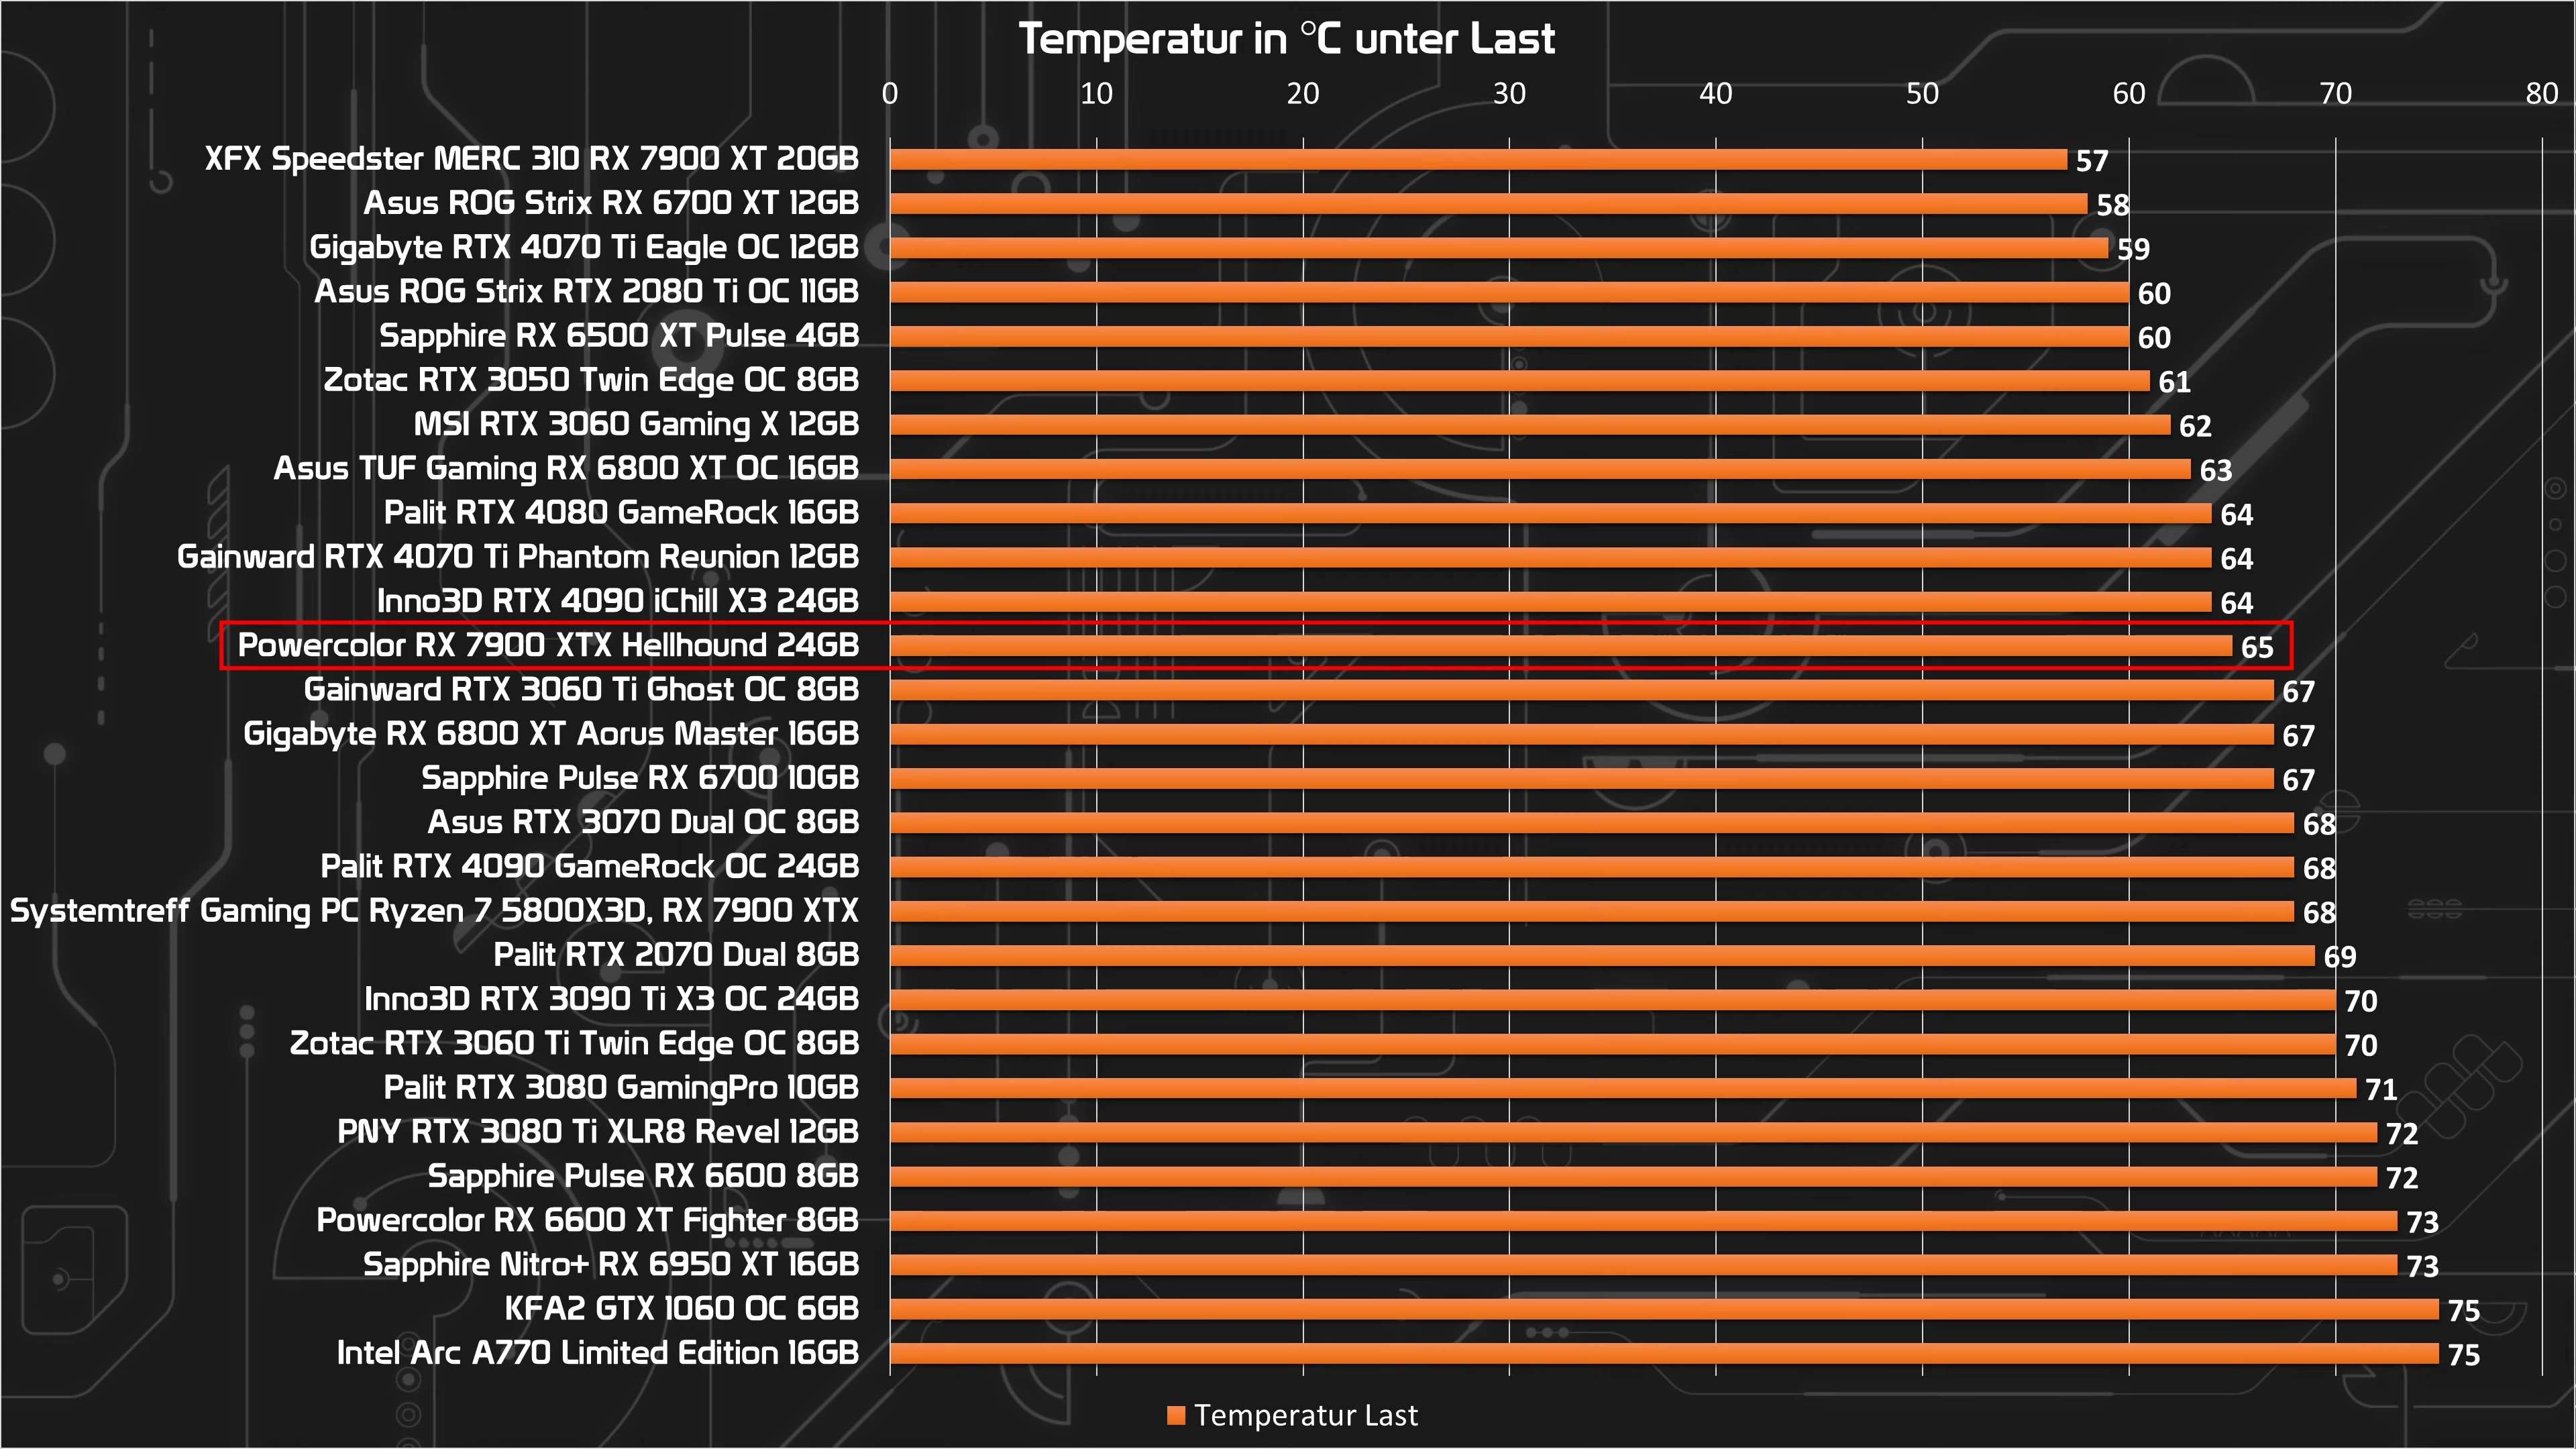 Temperatur in °C unter Last
0 10 20 30 40 50 60 70 80
XFX Speedster MERC 310 RX 7900 XT 20GB 57
Asus ROG Strix RX 6700 XT 12GB 58
Gigabyte RTX 4070 Ti Eagle OC 12GB 59
Asus ROG Strix RTX 2080 Ti OC 11GB 60
Sapphire RX 6500 XT Pulse 4GB 60
Zotac RTX 3050 Twin Edge OC 8GB 61
MSI RTX 3060 Gaming X 12GB 62
Asus TUF Gaming RX 6800 XT OC 16GB 63
Palit RTX 4080 GameRock 16GB 64
Gainward RTX 4070 Ti Phantom Reunion 12GB 64
Inno3D RTX 4090 iChill X3 24GB 64
Powercolor RX 7900 XTX Hellhound 24GB 65
Gainward RTX 3060 Ti Ghost OC 8GB 67
Gigabyte RX 6800 XT Aorus Master 16GB 67
Sapphire Pulse RX 6700 10GB 67
Asus RTX 3070 Dual OC 8GB 68
Palit RTX 4090 GameRock OC 24GB 68
Systemtreff Gaming PC Ryzen 7 5800X3D, RX 7900 XTX 68
Palit RTX 2070 Dual 8GB 69
Inno3D RTX 3090 Ti X3 OC 24GB 70
Zotac RTX 3060 Ti Twin Edge OC 8GB 70
Palit RTX 3080 GamingPro 10GB 71
PNY RTX 3080 Ti XLR8 Revel 12GB 72
Sapphire Pulse RX 6600 8GB 72
Powercolor RX 6600 XT Fighter 8GB 73
Sapphire Nitro+ RX 6950 XT 16GB 73
KFA2 GTX 1060 OC 6GB 75
Intel Arc A770 Limited Edition 16GB 75
Temperatur Last